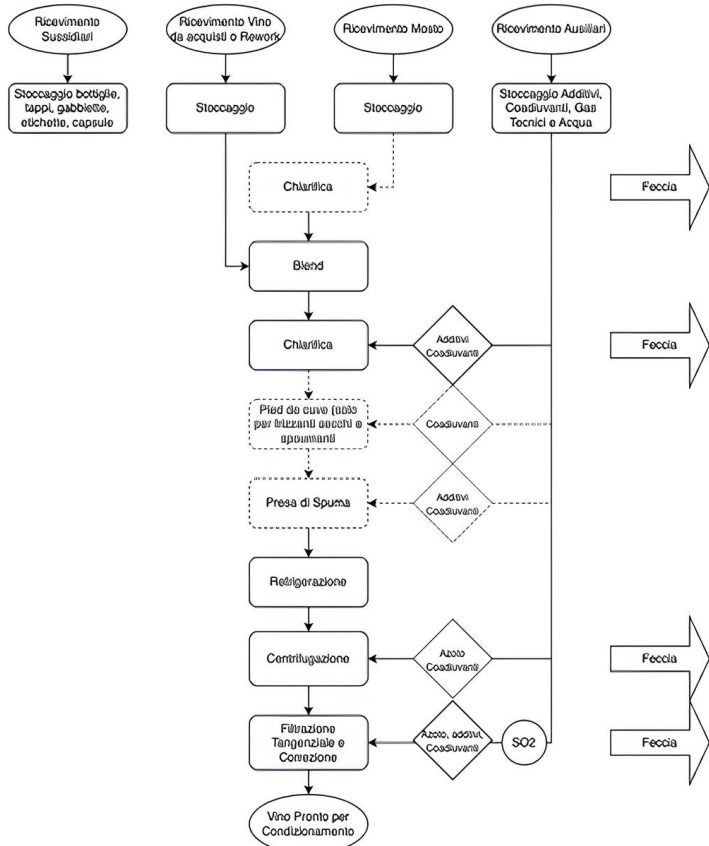 Ricevimento
Sussidiari
Ricevimento Vino
da acquisti o Rework
Ricevimento Mosto
Ricevimento Ausiliari
Stoccaggio bottiglie,
tappi, gabbiette,
etichette, capsule
Stoccaggio
Stoccaggio
Stoccaggio Additivi,
Coadiuvanti, Gas
Tecnici e Acqua
Chiarifica
Feccia
Blend
Chiarifica
Additivi
Coadiuvanti
Feccia
Pied de cuve (solo
per frizzanti secchi e
spumanti)
Coadiuvanti
Presa di Spuma
Additivi
Coadiuvanti
Refrigerazione
Centrifugazione
Azoto
Coadiuvanti
Feccia
Filtrazione
Tangenziale e
Correzione
Azoto, additivi,
Coadiuvanti
SO2
Feccia
Vino Pronto per
Condizionamento